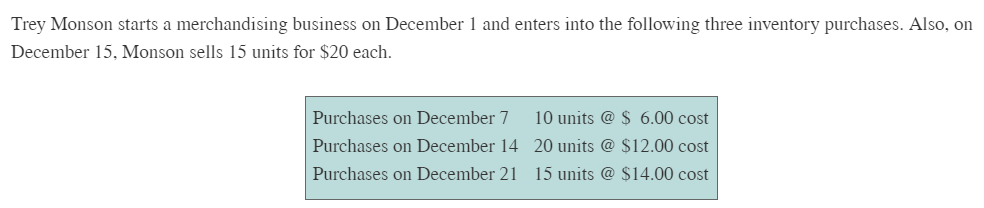 Trey Monson starts a merchandising business on December 1 and enters into the following three inventory purchases. Also, on
December 15, Monson sells 15 units for $20 each.
Purchases on December 7 10 units @ $ 6.00 cost
Purchases on December 14 20 units @ $12.00 cost
Purchases on December 21 15 units @ $14.00 cost